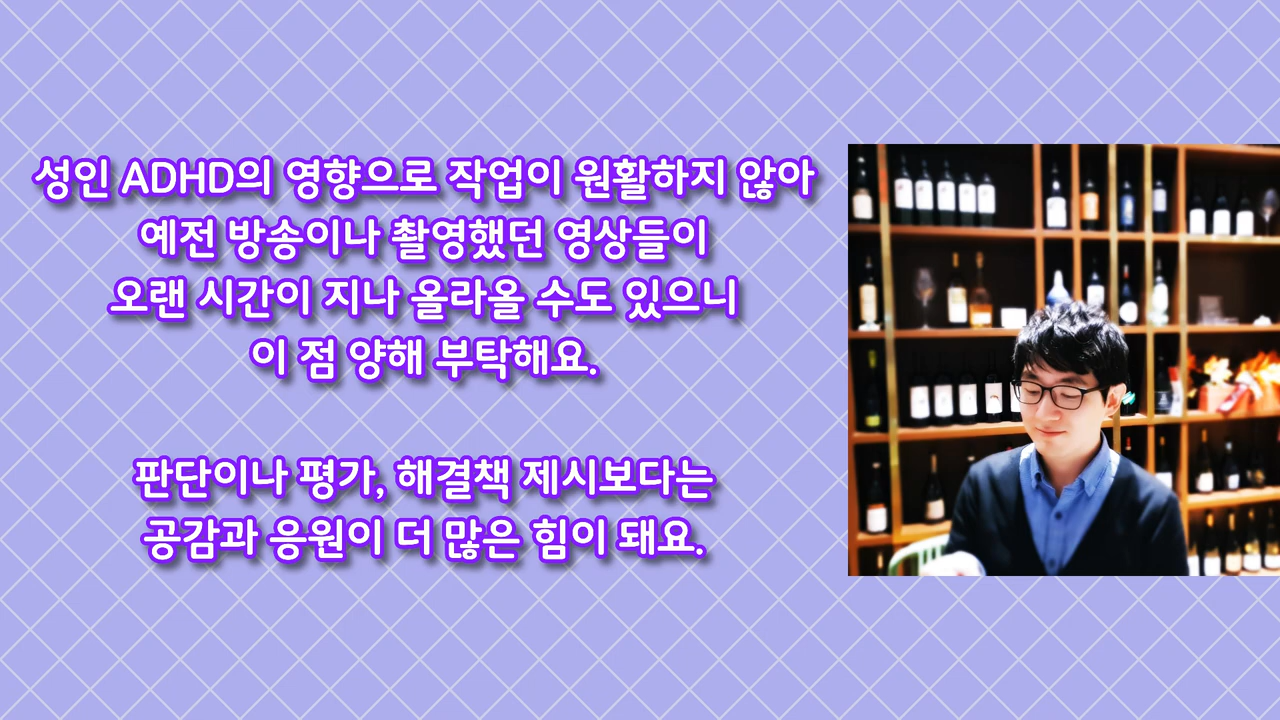 성인 ADHD의 영향으로 작업이 원활하지 않아
예전 방송이나 촬영했던 영상들이
오랜 시간이 지나 올라올 수도 있으니
이 점 양해 부탁해요.
판단이나 평가, 해결책 제시보다는
공감과 응원이 더 많은 힘이 돼요.